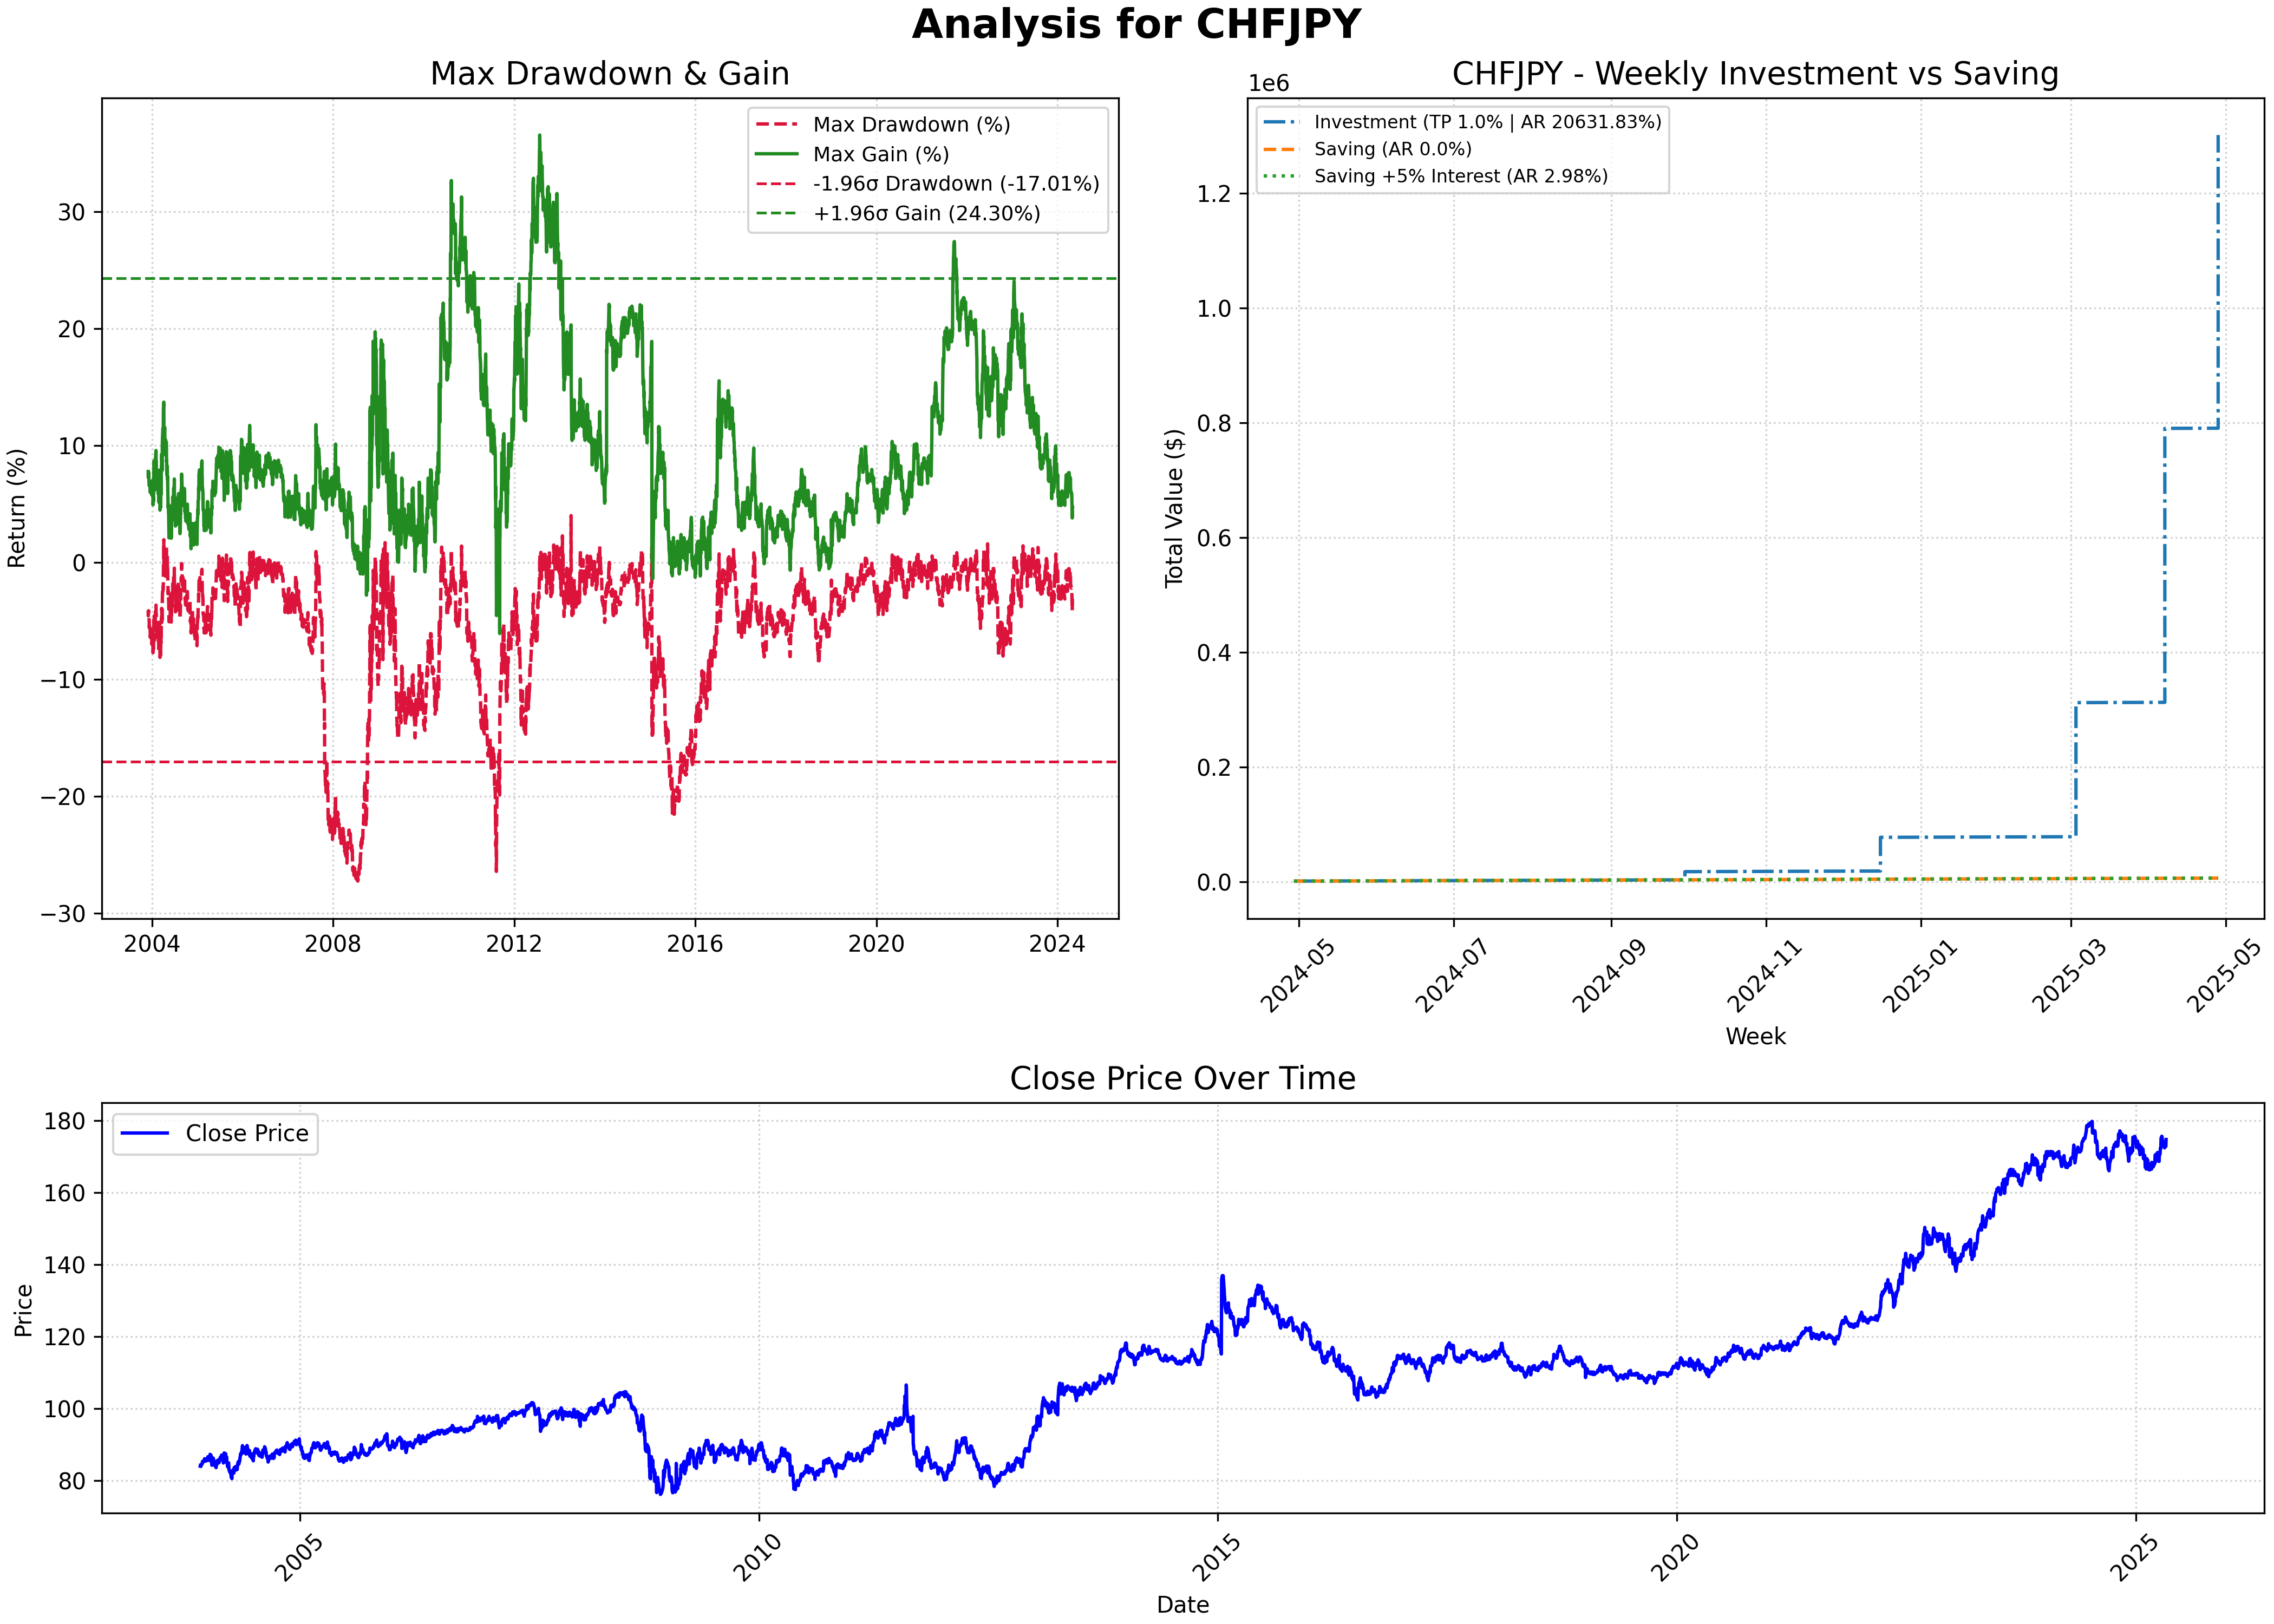 Analysis for CHFJPY
Max Drawdown & Gain
Return (%)
30
20
10
0
−10
−20
−30
2004
2008
2012
2016
2020
2024
Max Drawdown (%)
Max Gain (%)
-1.96σ Drawdown (-17.01%)
+1.96σ Gain (24.30%)
CHFJPY - Weekly Investment vs Saving
1e6
Total Value ($)
1.2
1.0
0.8
0.6
0.4
0.2
0.0
2024-05
2024-07
2024-09
2024-11
2025-01
2025-03
2025-05
Week
Investment (TP 1.0% | AR 20631.83%)
Saving (AR 0.0%)
Saving +5% Interest (AR 2.98%)
Close Price Over Time
Price
180
160
140
120
100
80
2005
2010
2015
2020
2025
Date
Close Price